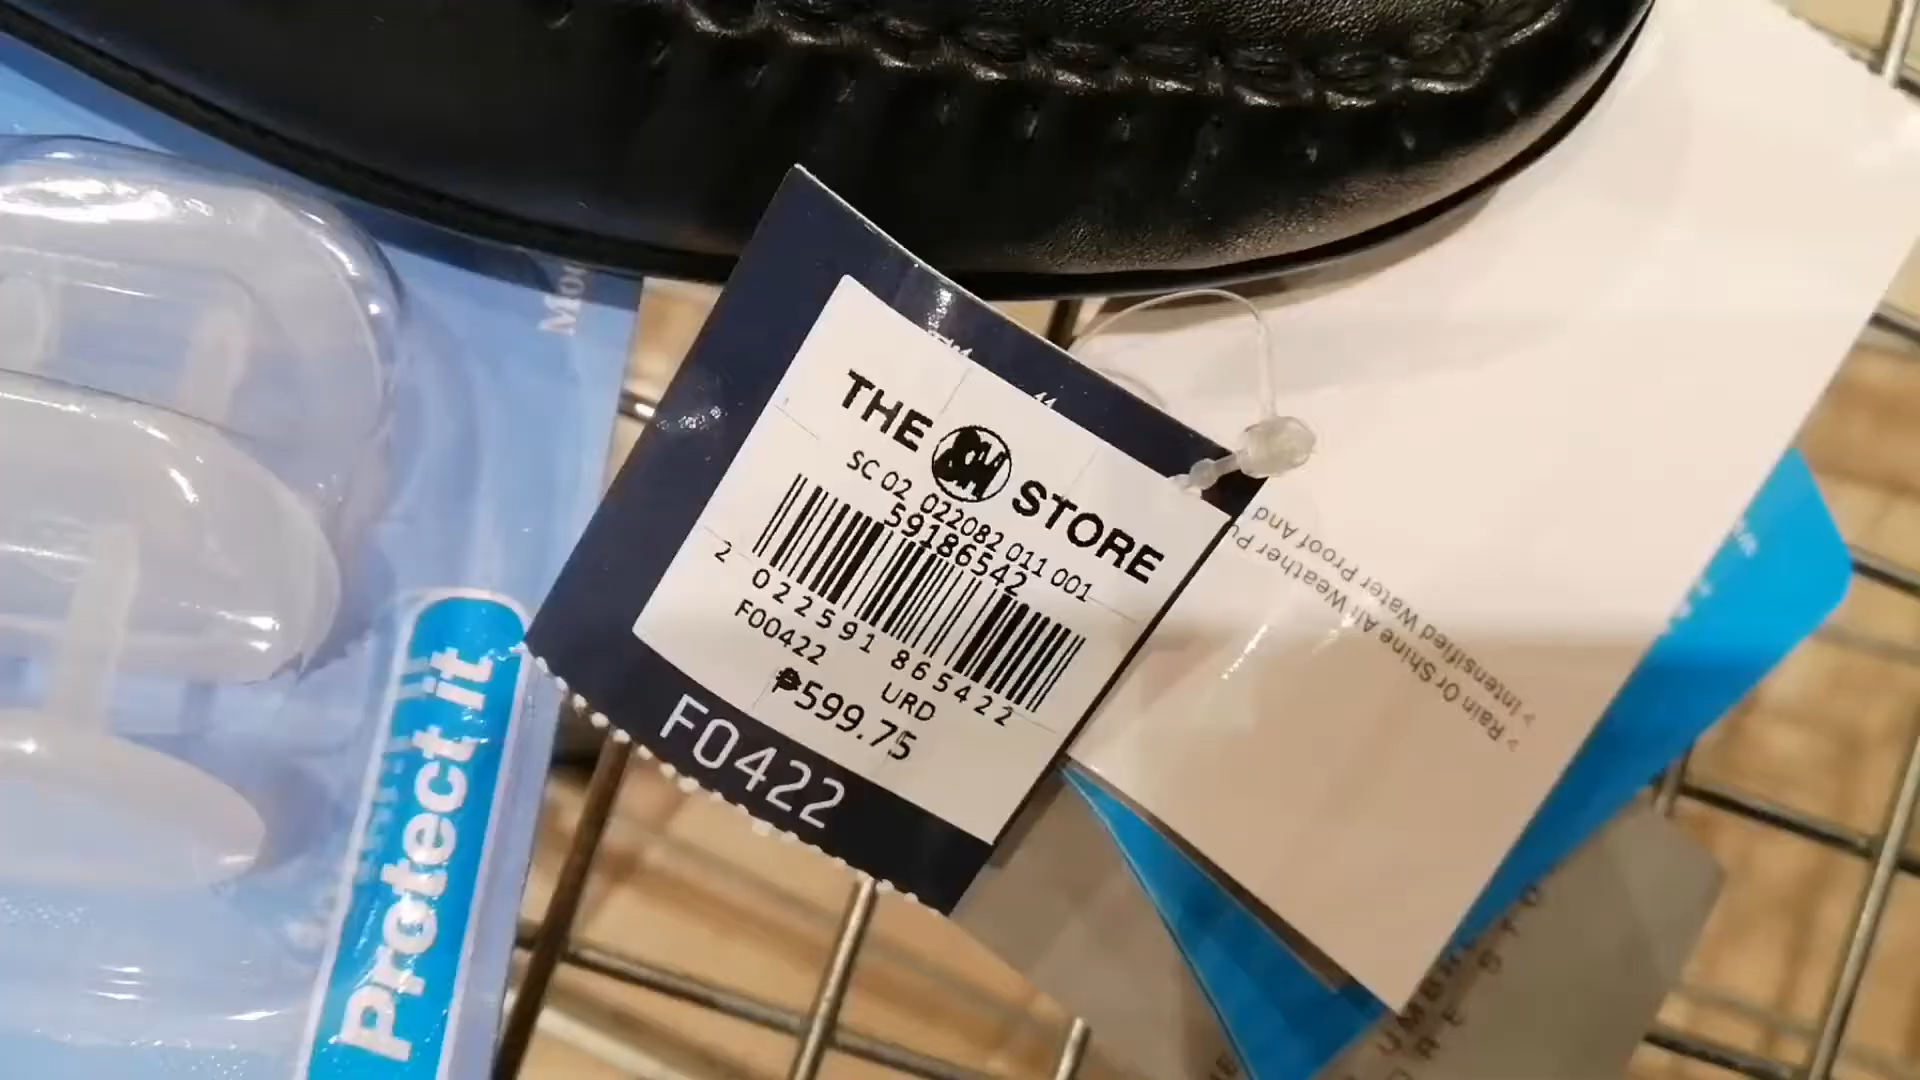 THE SM STORE
SC 02 022082 011 001
59186542
2 022591 865422
F00422
URD
₱599.75
F0422
Protect it
> Rain Or Shine All Weather
> Intensified Water Proof And